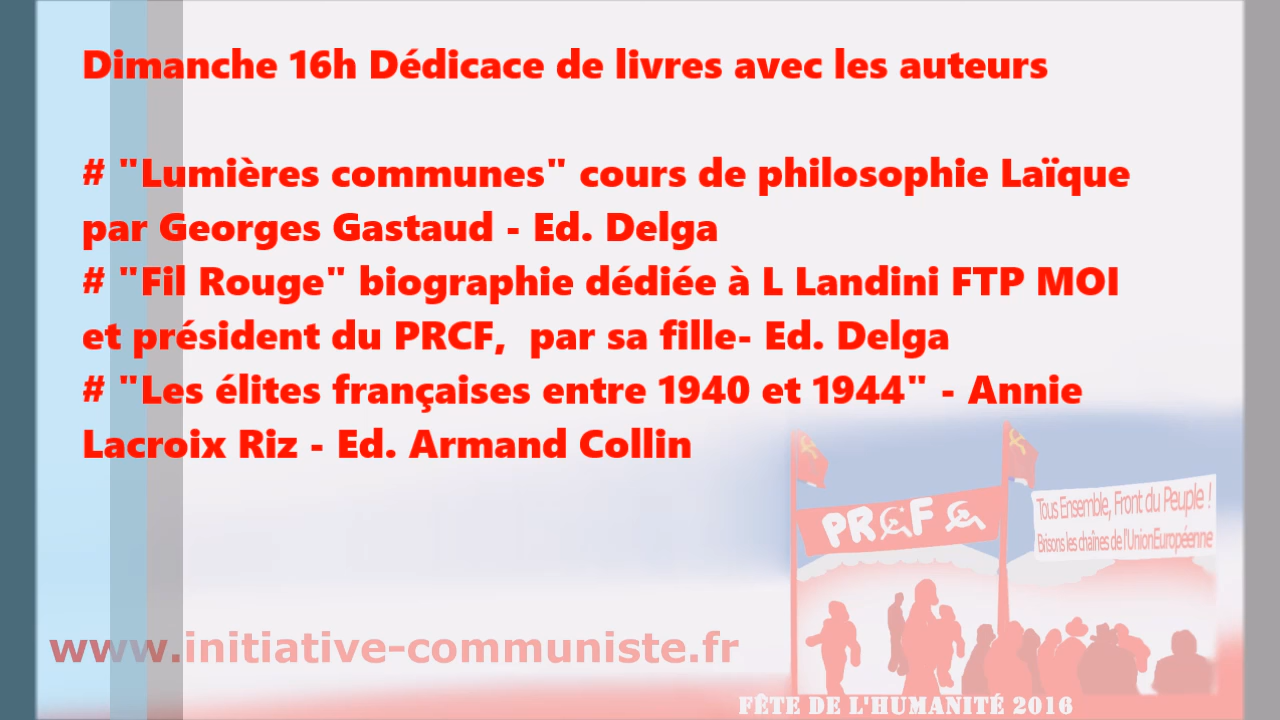 Dimanche 16h Dédicace de livres avec les auteurs
# "Lumières communes" cours de philosophie Laïque
par Georges Gastaud - Ed. Delga
# "Fil Rouge" biographie dédiée à L Landini FTP MOI
et président du PRCF,  par sa fille- Ed. Delga
# "Les élites françaises entre 1940 et 1944" - Annie
Lacroix Riz - Ed. Armand Collin
PRCF
Tous Ensemble, Front du Peuple !
Brisons les chaînes de l'UnionEuropéenne
www.initiative-communiste.fr
FÊTE DE L'HUMANITÉ 2016